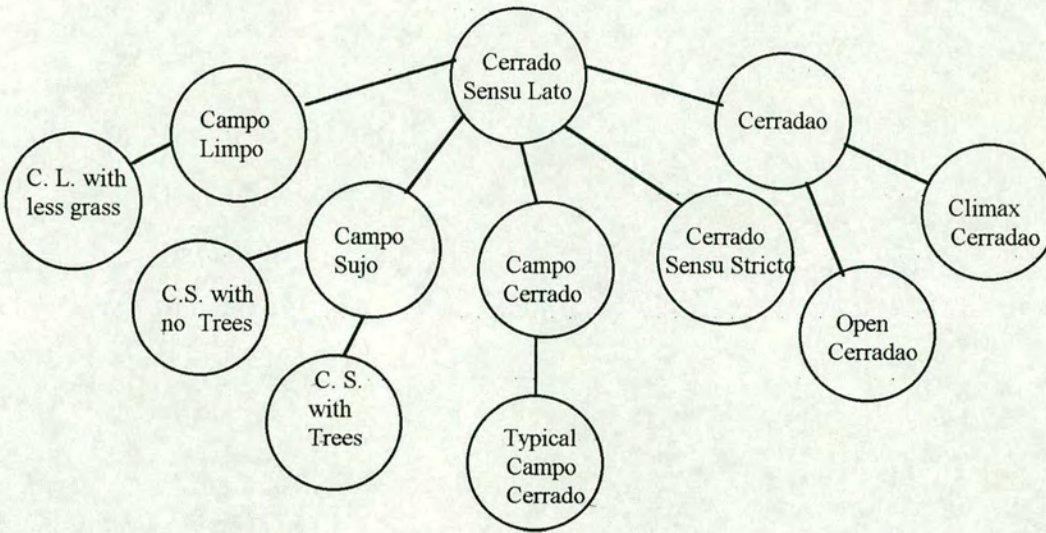 Cerrado
Sensu Lato
Campo
Limpo
Cerradao
C. L. with
less grass
Climax
Cerradao
Campo
Sujo
Campo
Cerrado
Cerrado
Sensu Stricto
C.S. with
no Trees
Open
Cerradao
C. S.
with
Trees
Typical
Campo
Cerrado